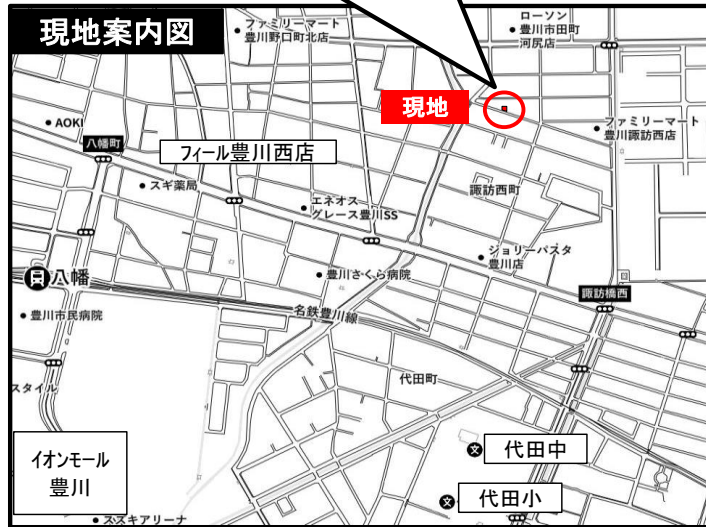 現地案内図
ファミリーマート
豊川野口町北店
ローソン
豊川市田町
河尻店
現地
AOKI
八幡町
フィール豊川西店
ファミリーマート
豊川諏訪西店
スギ薬局
諏訪西町
エネオス
グレース豊川SS
ジョリーパスタ
豊川店
八幡
豊川さくら病院
諏訪橋西
豊川市民病院
名鉄豊川線
スタイル
代田町
イオンモール
豊川
代田中
代田小
スズキアリーナ